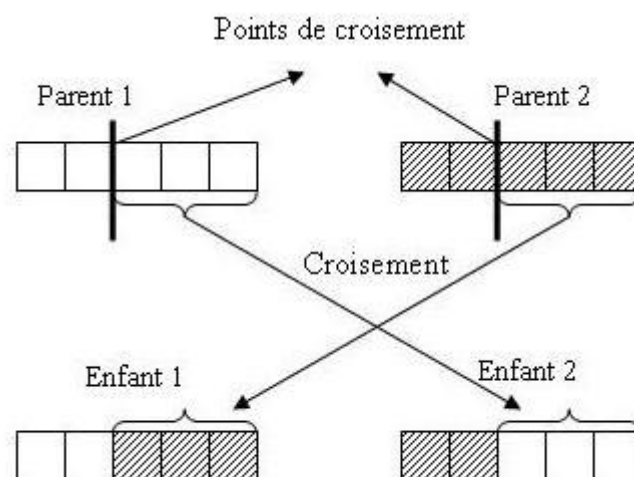 Points de croisement
Parent 1
Parent 2
Croisement
Enfant 1
Enfant 2